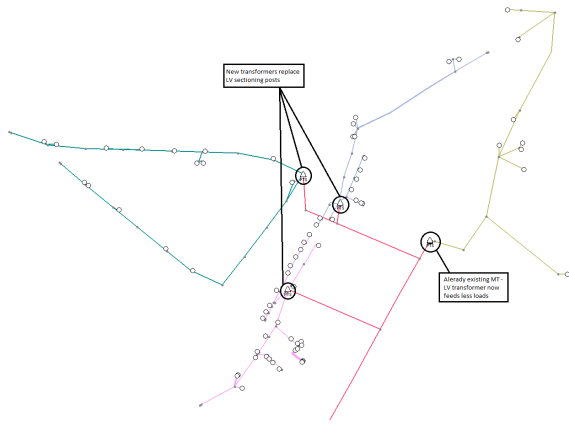 New transformers replace
LV sectioning posts
Alerady existing MT -
LV transformer now
feeds less loads